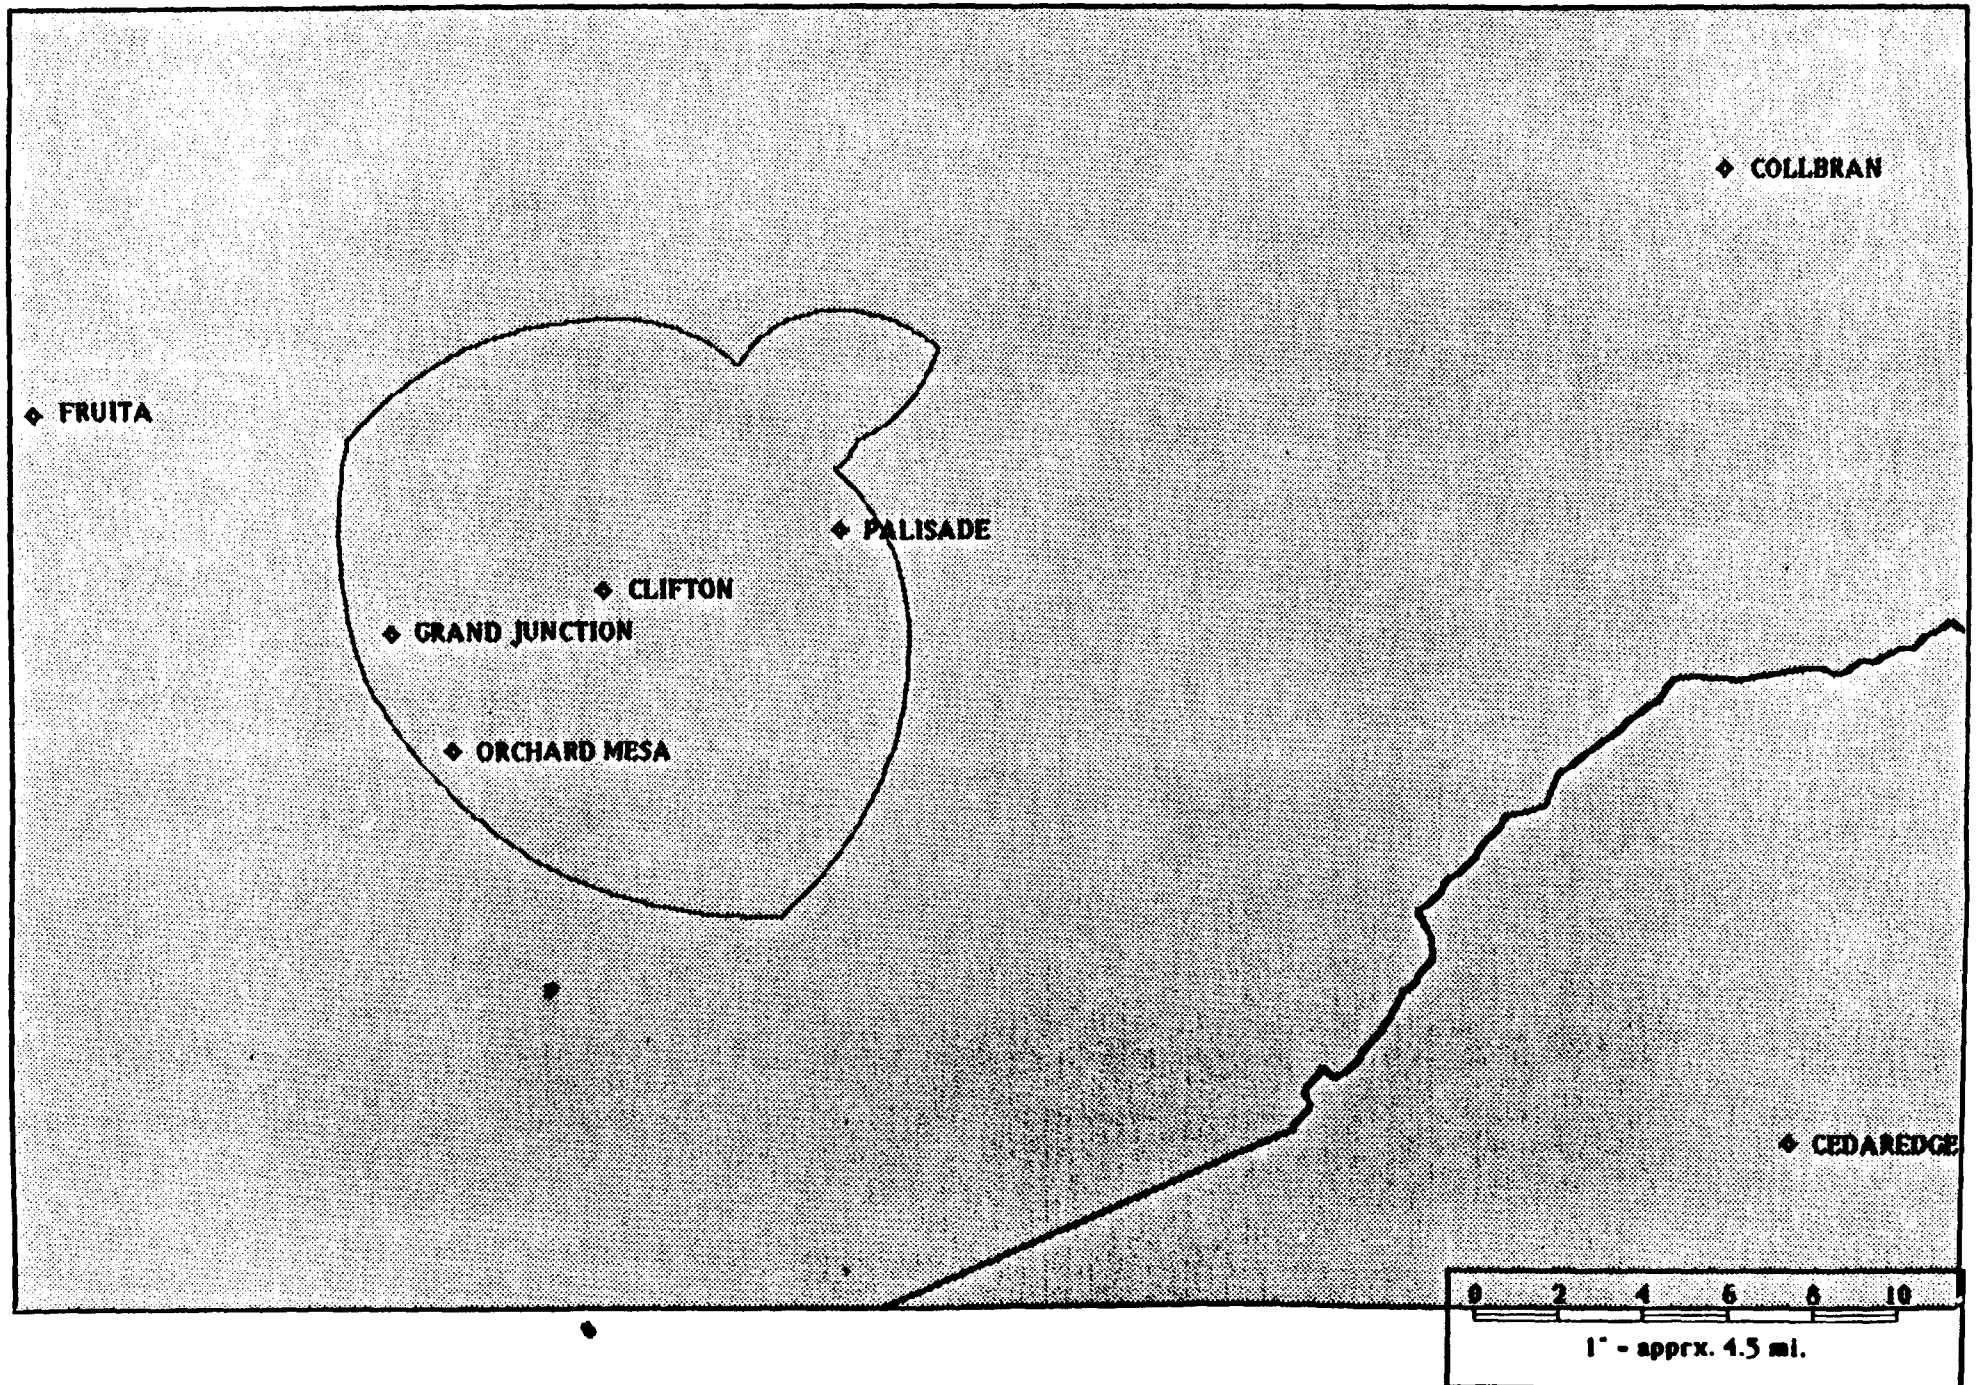 COLLBRAN
FRUITA
PALISADE
CLIFTON
GRAND JUNCTION
ORCHARD MESA
CEDAREDGE
0 2 4 6 8 10
1" - apprx. 4.5 mi.